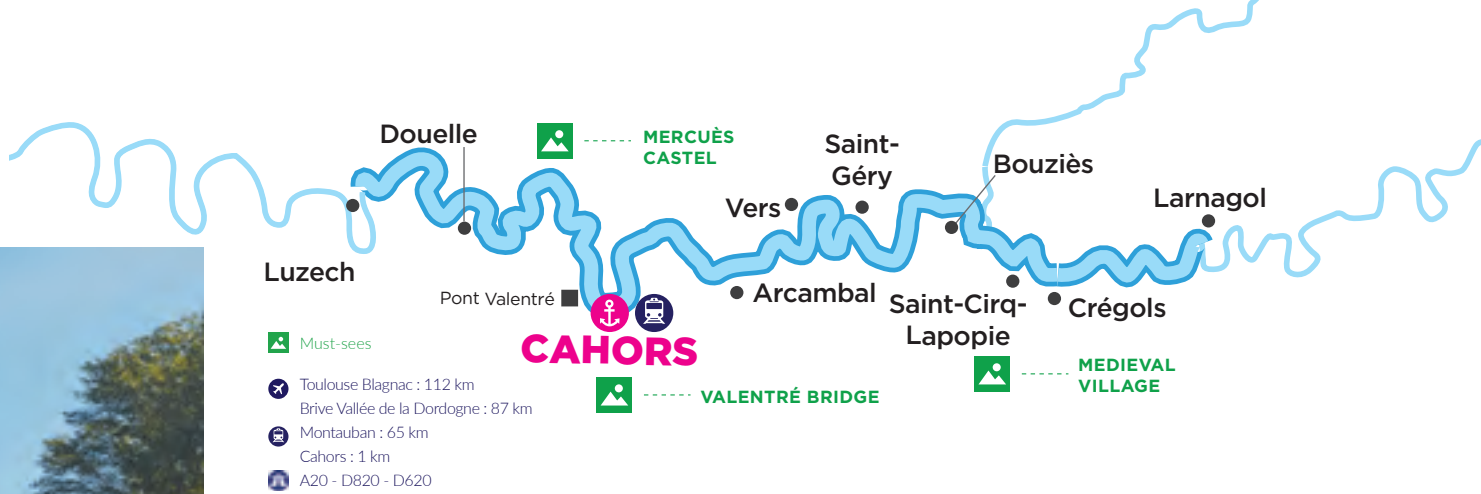 Douelle
MERCUÈS
CASTEL
Saint-
Géry
Bouziès
Vers
Larnagol
Luzech
Pont Valentré
Arcambal
Saint-Cirq-
Lapopie
Crégols
CAHORS
MEDIEVAL
VILLAGE
VALENTRÉ BRIDGE
Must-sees
Toulouse Blagnac : 112 km
Brive Vallée de la Dordogne : 87 km
Montauban : 65 km
Cahors : 1 km
A20 - D820 - D620